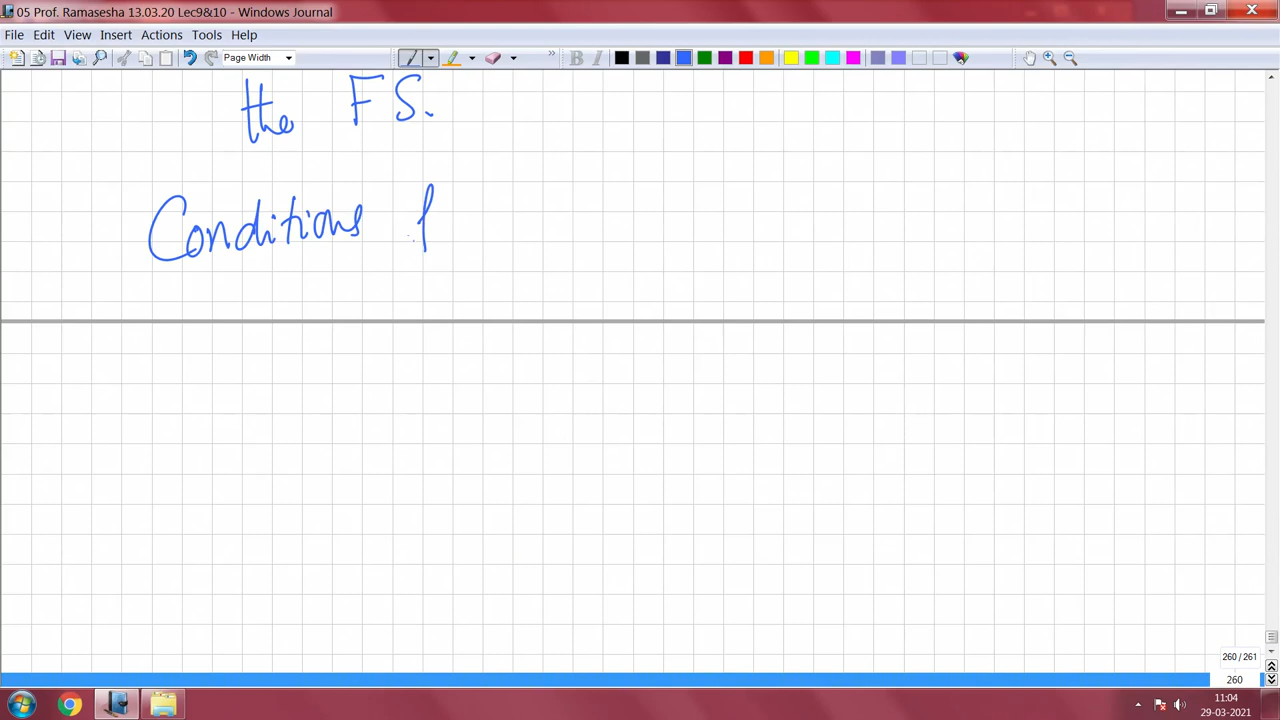 05 Prof. Ramasesha 13.03.20 Lec9&10 - Windows Journal
File Edit View Insert Actions Tools Help
Page Width
the FS.
Conditions f
260 / 261
260
11:04
29-03-2021